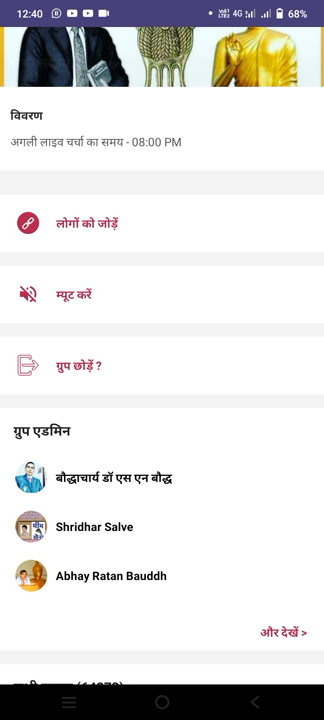 12:40 4G 68%
विवरण
अगली लाइव चर्चा का समय - 08:00 PM
लोगों को जोड़ें
म्यूट करें
ग्रुप छोड़ें ?
ग्रुप एडमिन
बौद्धाचार्य डॉ एस एन बौद्ध
Shridhar Salve
Abhay Ratan Bauddh
और देखें >